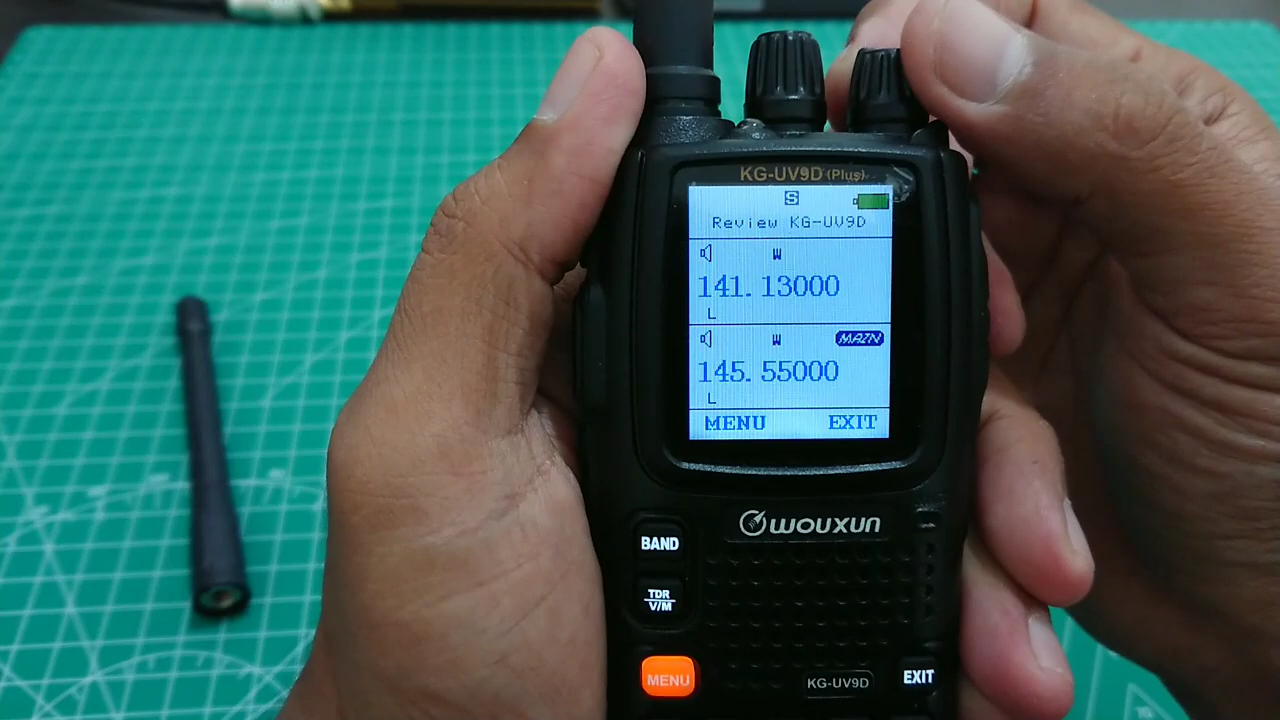 KG-UV9D (Plus)
S
Review KG-UV9D
W
141.13000
L
W MAIN
145.55000
L
MENU EXIT
WOUXUN
BAND
TDR
V/M
MENU KG-UV9D EXIT